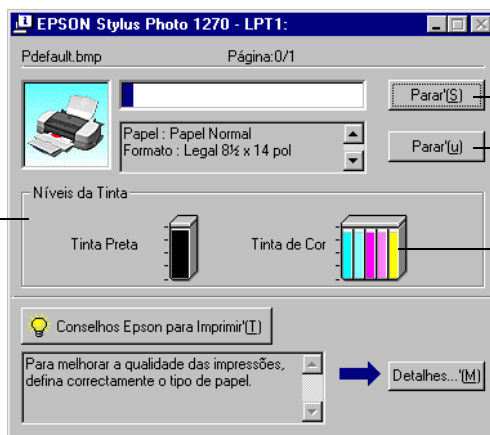 EPSON Stylus Photo 1270 - LPT1:
Pdefault.bmp Página:0/1
Parar'(S)
Papel : Papel Normal
Formato : Legal 8½ x 14 pol
Parar'(u)
Níveis da Tinta
Tinta Preta Tinta de Cor
Conselhos Epson para Imprimir'(T)
Para melhorar a qualidade das impressões,
defina correctamente o tipo de papel.
Detalhes...'(M)